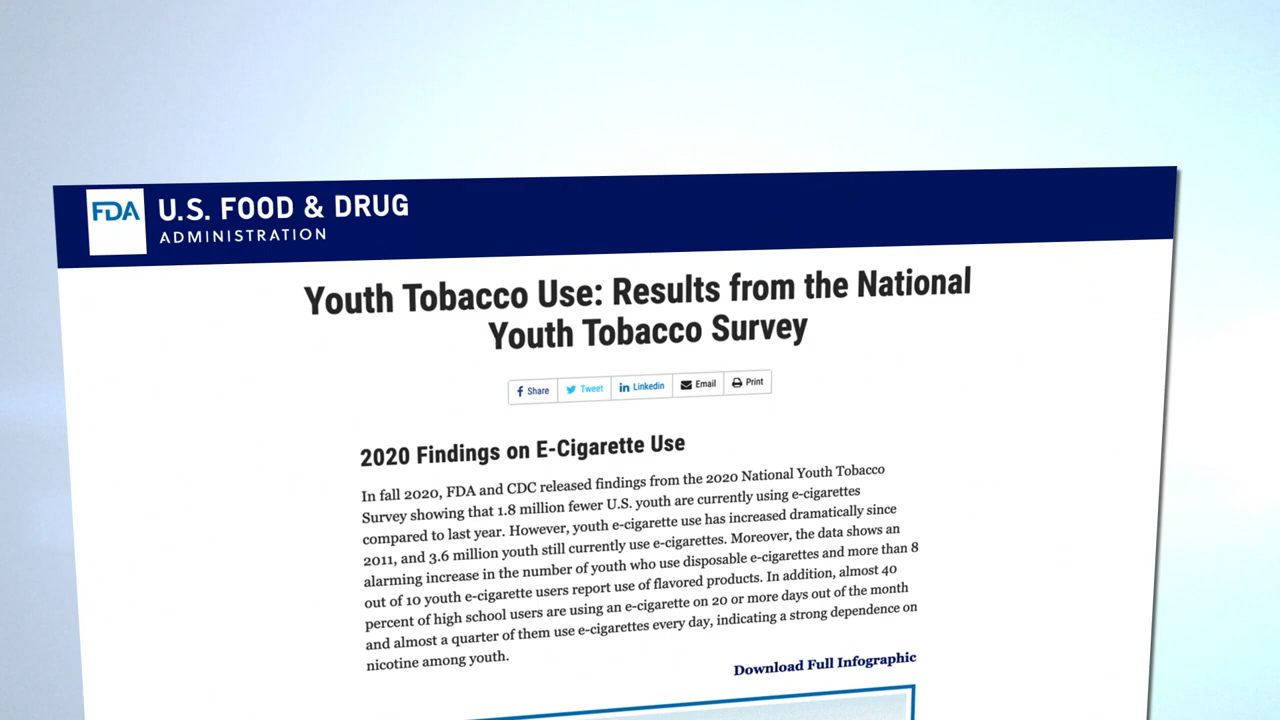 FDA
U.S. FOOD & DRUG
ADMINISTRATION
Youth Tobacco Use: Results from the National
Youth Tobacco Survey
Share Tweet Linkedin Email Print
2020 Findings on E-Cigarette Use
In fall 2020, FDA and CDC released findings from the 2020 National Youth Tobacco
Survey showing that 1.8 million fewer U.S. youth are currently using e-cigarettes
compared to last year. However, youth e-cigarette use has increased dramatically since
2011, and 3.6 million youth still currently use e-cigarettes. Moreover, the data shows an
alarming increase in the number of youth who use disposable e-cigarettes and more than 8
out of 10 youth e-cigarette users report use of flavored products. In addition, almost 40
percent of high school users are using an e-cigarette on 20 or more days out of the month
and almost a quarter of them use e-cigarettes every day, indicating a strong dependence on
nicotine among youth.
Download Full Infographic